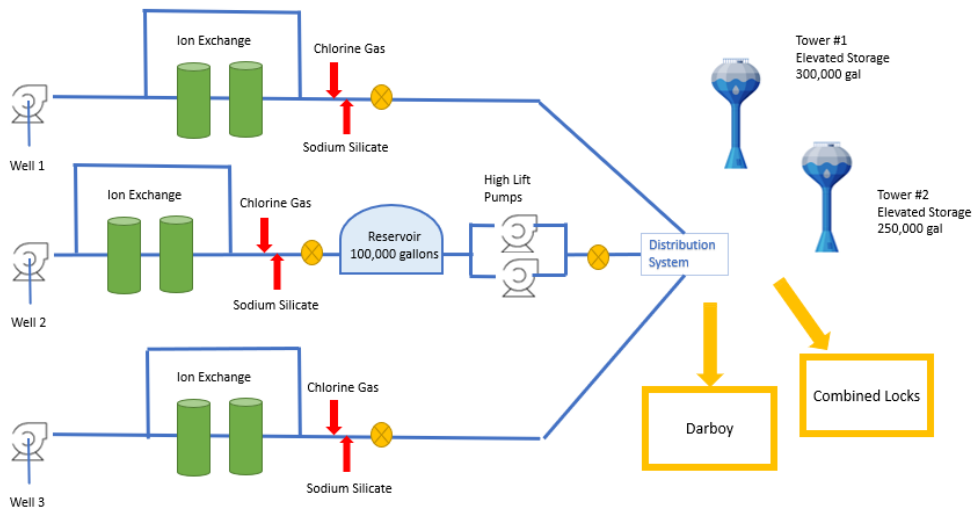 Ion Exchange
Chlorine Gas
Sodium Silicate
Well 1
Tower #1
Elevated Storage
300,000 gal
Tower #2
Elevated Storage
250,000 gal
Ion Exchange
Chlorine Gas
Sodium Silicate
Well 2
Reservoir
100,000 gallons
High Lift
Pumps
Distribution
System
Ion Exchange
Chlorine Gas
Sodium Silicate
Well 3
Darboy
Combined Locks